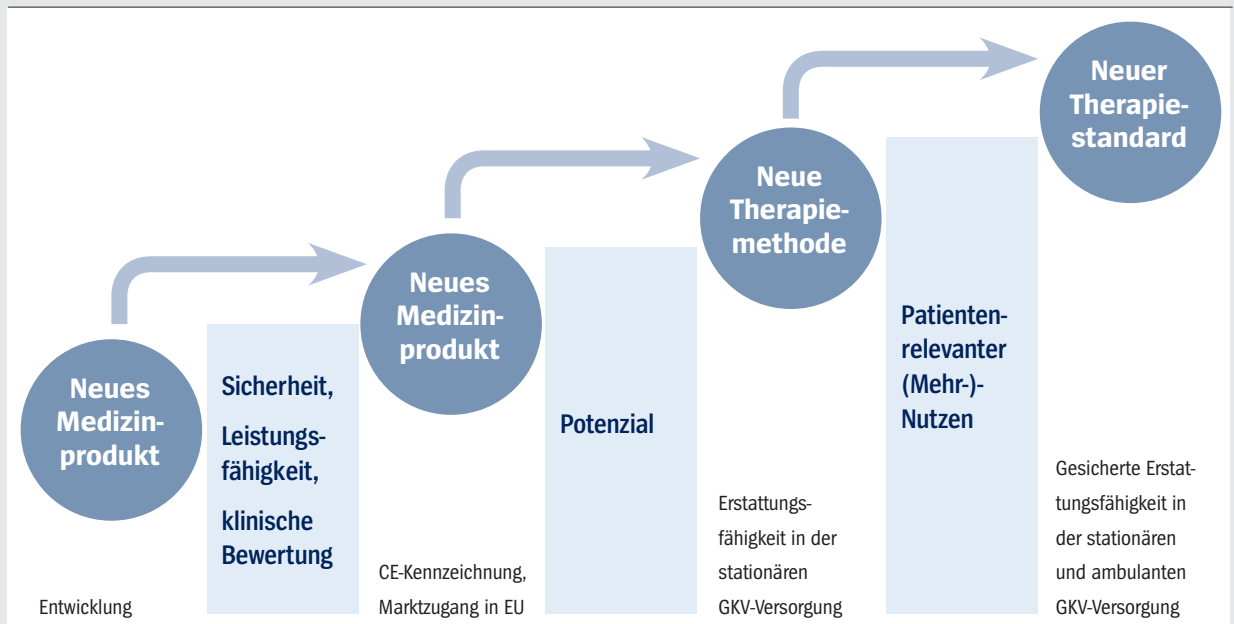 Neues
Medizin-
produkt
Entwicklung
Sicherheit,
Leistungs-
fähigkeit,
klinische
Bewertung
Neues
Medizin-
produkt
CE-Kennzeichnung,
Marktzugang in EU
Potenzial
Neue
Therapie-
methode
Erstattungs-
fähigkeit in der
stationären
GKV-Versorgung
Patienten-
relevanter
(Mehr-)-
Nutzen
Neuer
Therapie-
standard
Gesicherte Erstat-
tungsfähigkeit in
der stationären
und ambulanten
GKV-Versorgung